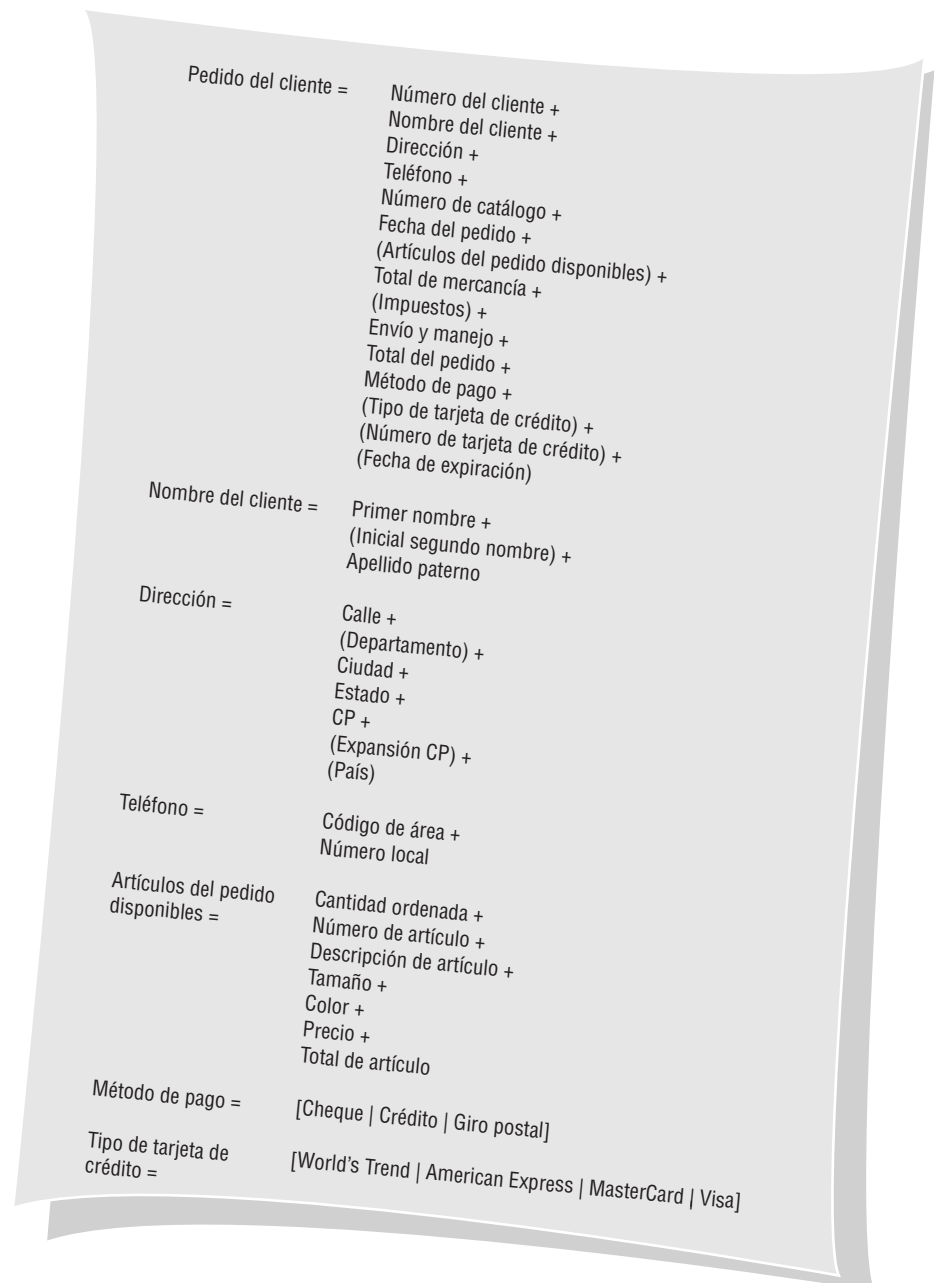 Pedido del cliente = Número del cliente +
Nombre del cliente +
Dirección +
Teléfono +
Número de catálogo +
Fecha del pedido +
(Artículos del pedido disponibles) +
Total de mercancía +
(Impuestos) +
Envío y manejo +
Total del pedido +
Método de pago +
(Tipo de tarjeta de crédito) +
(Número de tarjeta de crédito) +
(Fecha de expiración)
Nombre del cliente = Primer nombre +
(Inicial segundo nombre) +
Apellido paterno
Dirección = Calle +
(Departamento) +
Ciudad +
Estado +
CP +
(Expansión CP) +
(País)
Teléfono = Código de área +
Número local
Artículos del pedido
disponibles =
Cantidad ordenada +
Número de artículo +
Descripción de artículo +
Tamaño +
Color +
Precio +
Total de artículo
Método de pago = [Cheque | Crédito | Giro postal]
Tipo de tarjeta de
crédito =
[World's Trend | American Express | MasterCard | Visa]